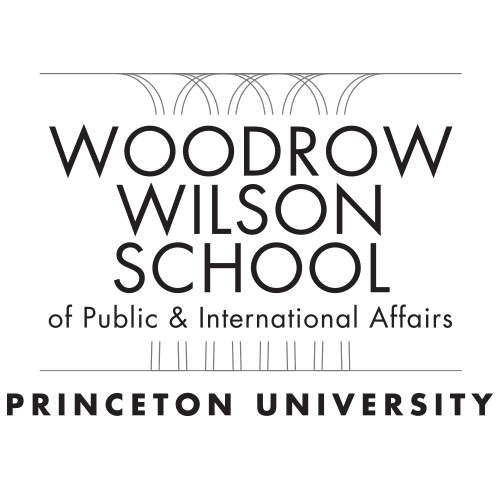 WOODROW
WILSON
SCHOOL
of Public & International Affairs
PRINCETON UNIVERSITY